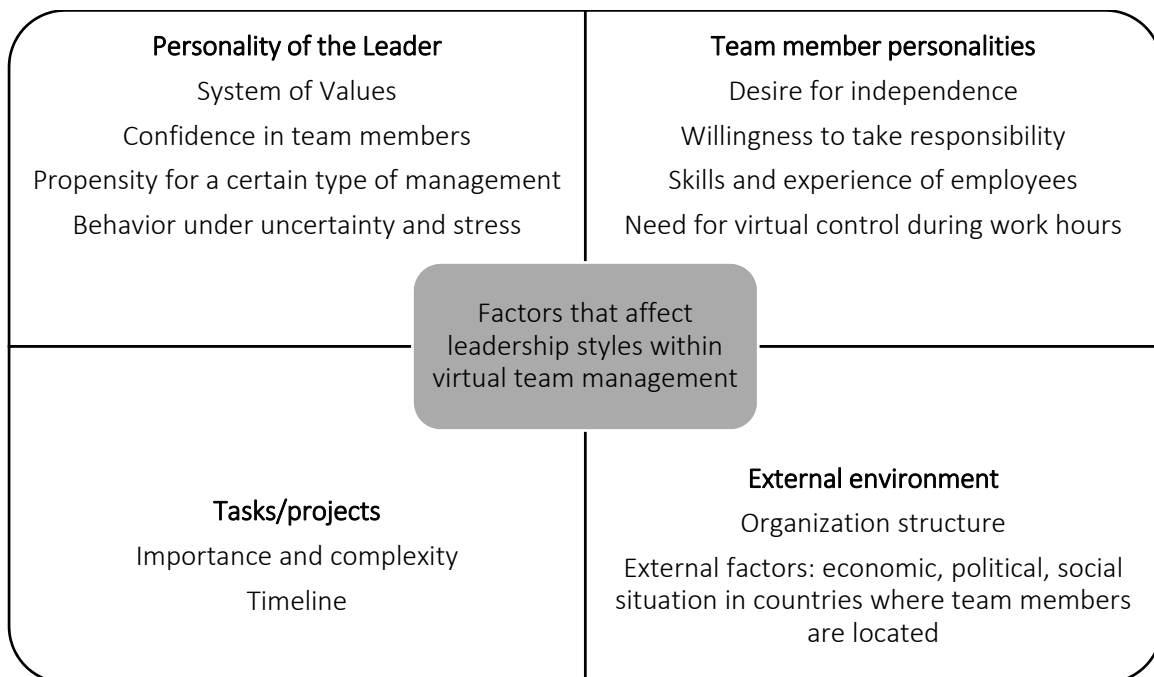 Personality of the Leader
System of Values
Confidence in team members
Propensity for a certain type of management
Behavior under uncertainty and stress
Team member personalities
Desire for independence
Willingness to take responsibility
Skills and experience of employees
Need for virtual control during work hours
Factors that affect
leadership styles within
virtual team management
Tasks/projects
Importance and complexity
Timeline
External environment
Organization structure
External factors: economic, political, social
situation in countries where team members
are located